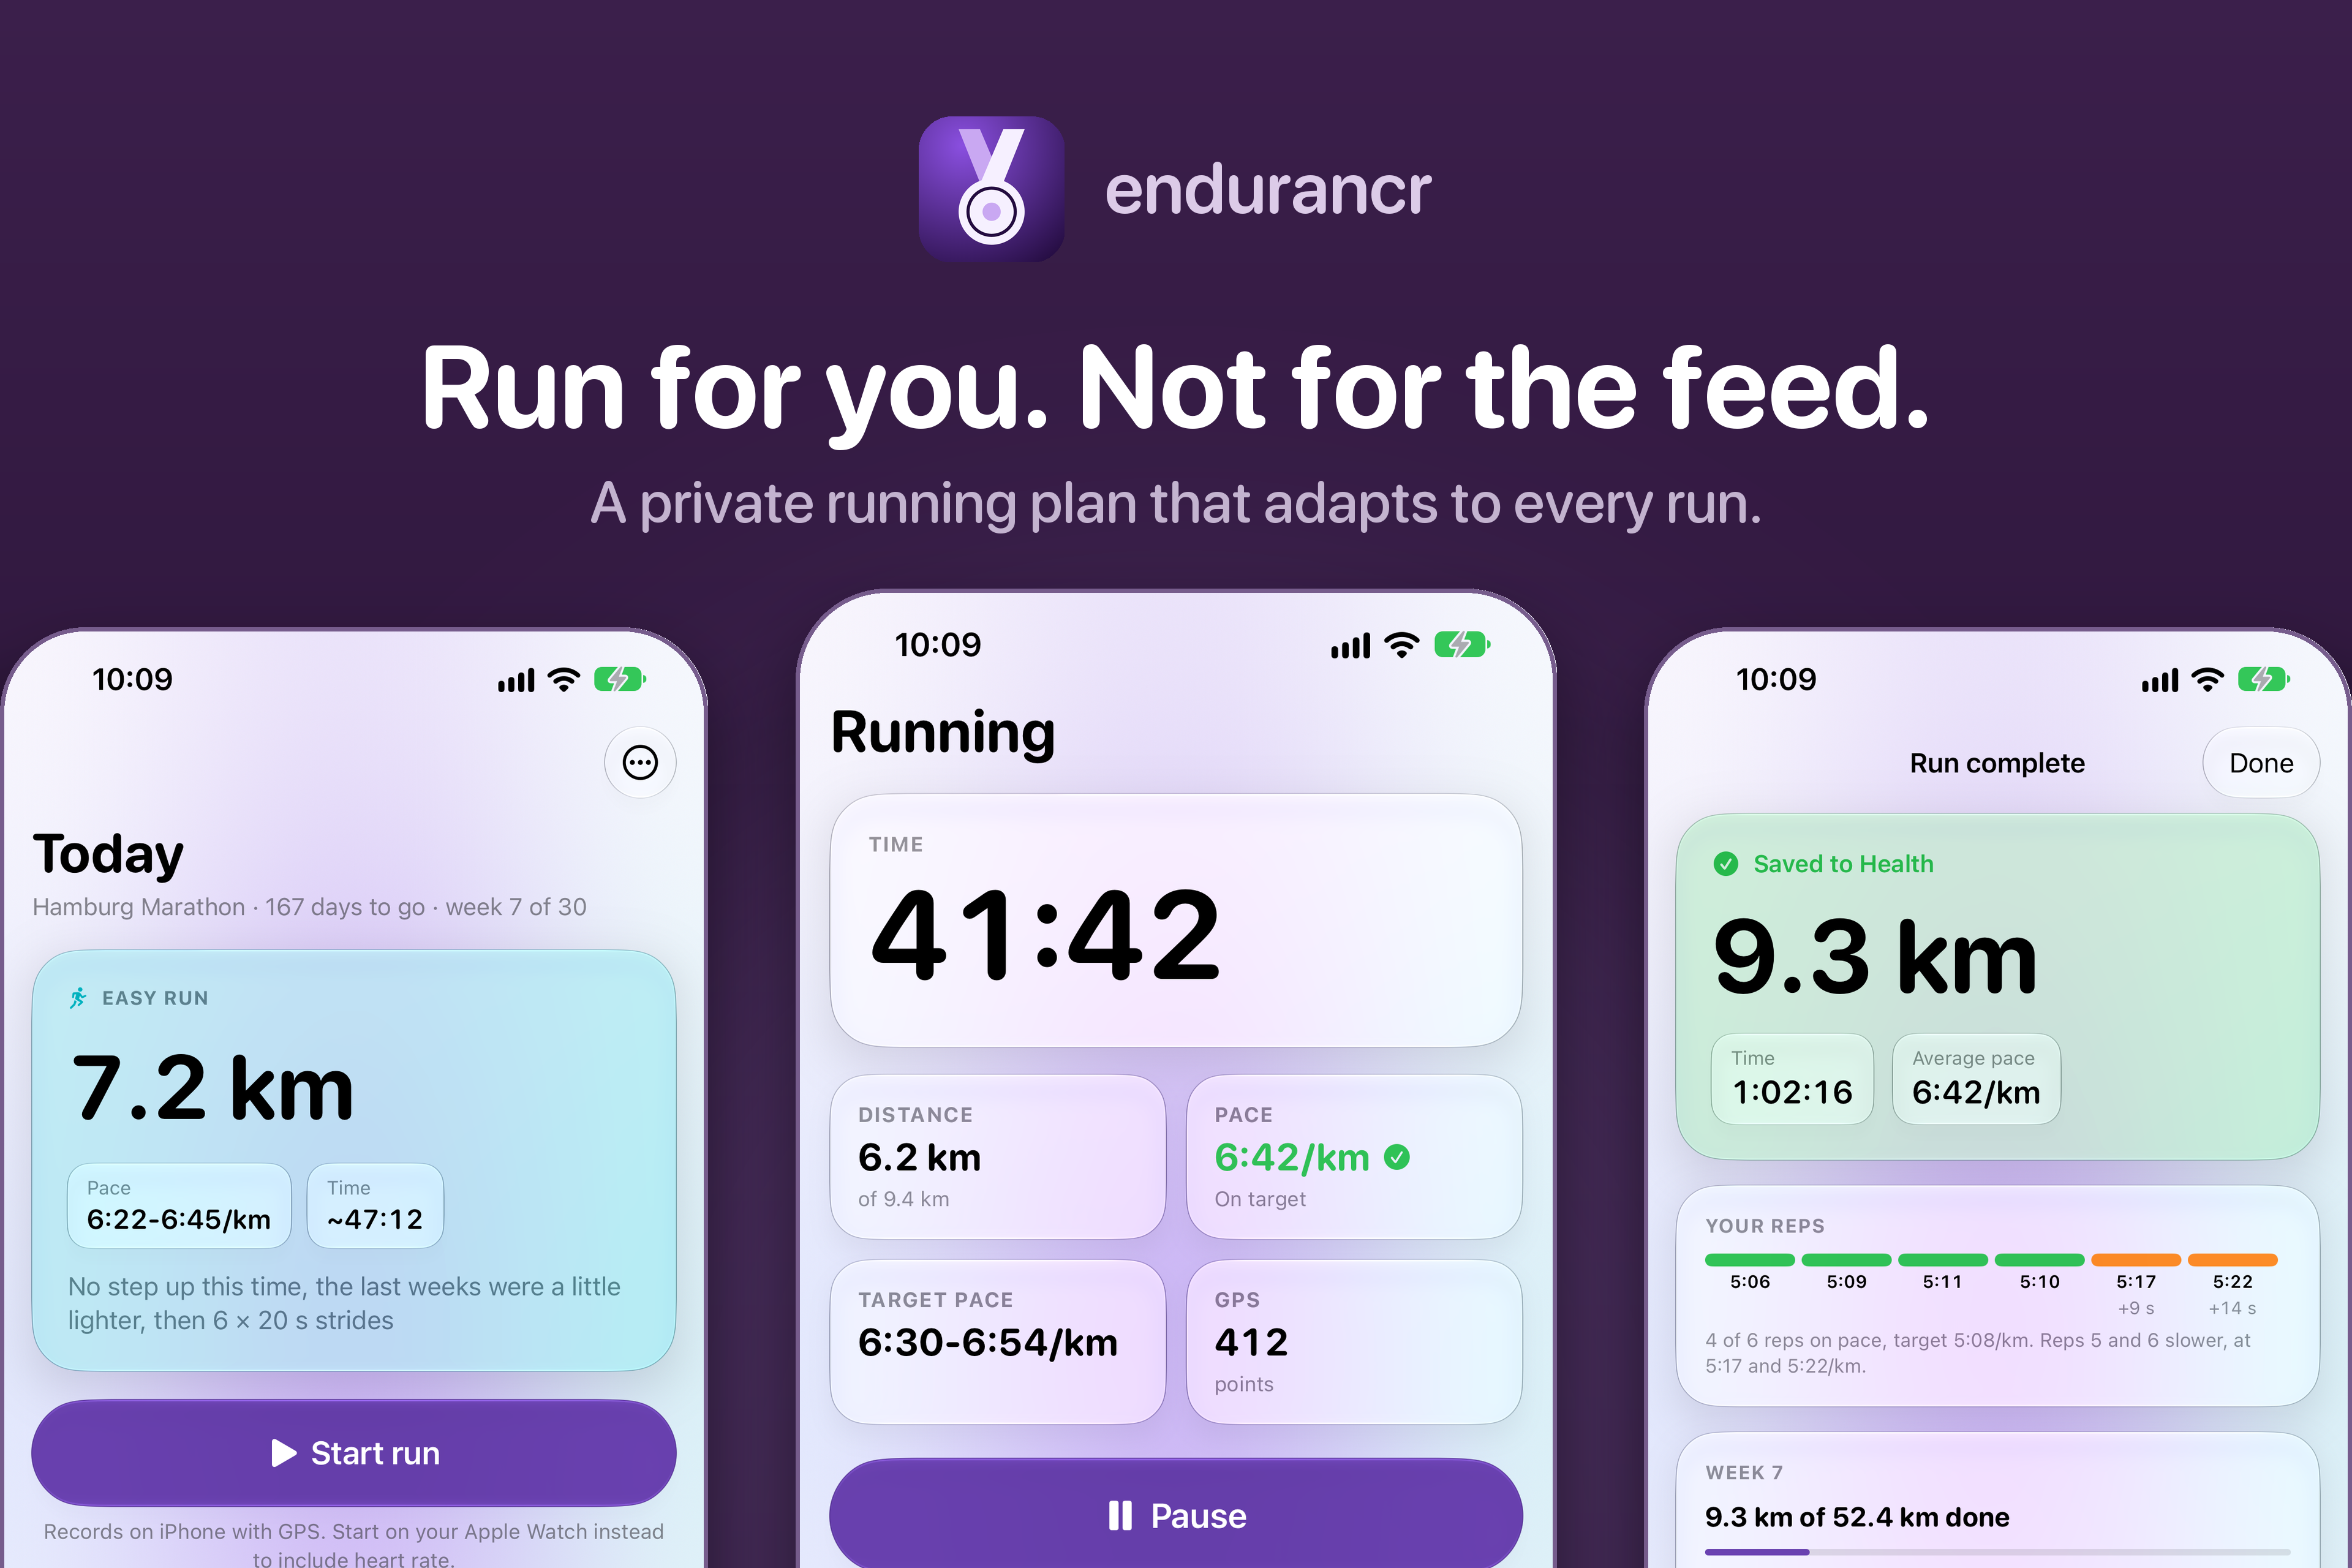 endurancr
Run for you. Not for the feed.
A private running plan that adapts to every run.
10:09
Today
Hamburg Marathon · 167 days to go · week 7 of 30
EASY RUN
7.2 km
Pace
6:22-6:45/km
Time
~47:12
No step up this time, the last weeks were a little
lighter, then 6 × 20 s strides
Start run
Records on iPhone with GPS. Start on your Apple Watch instead
to include heart rate.
10:09
Running
TIME
41:42
DISTANCE
6.2 km
of 9.4 km
PACE
6:42/km
On target
TARGET PACE
6:30-6:54/km
GPS
412
points
Pause
10:09
Run complete
Done
Saved to Health
9.3 km
Time
1:02:16
Average pace
6:42/km
YOUR REPS
5:06 5:09 5:11 5:10 5:17 5:22
+9 s +14 s
4 of 6 reps on pace, target 5:08/km. Reps 5 and 6 slower, at
5:17 and 5:22/km.
WEEK 7
9.3 km of 52.4 km done